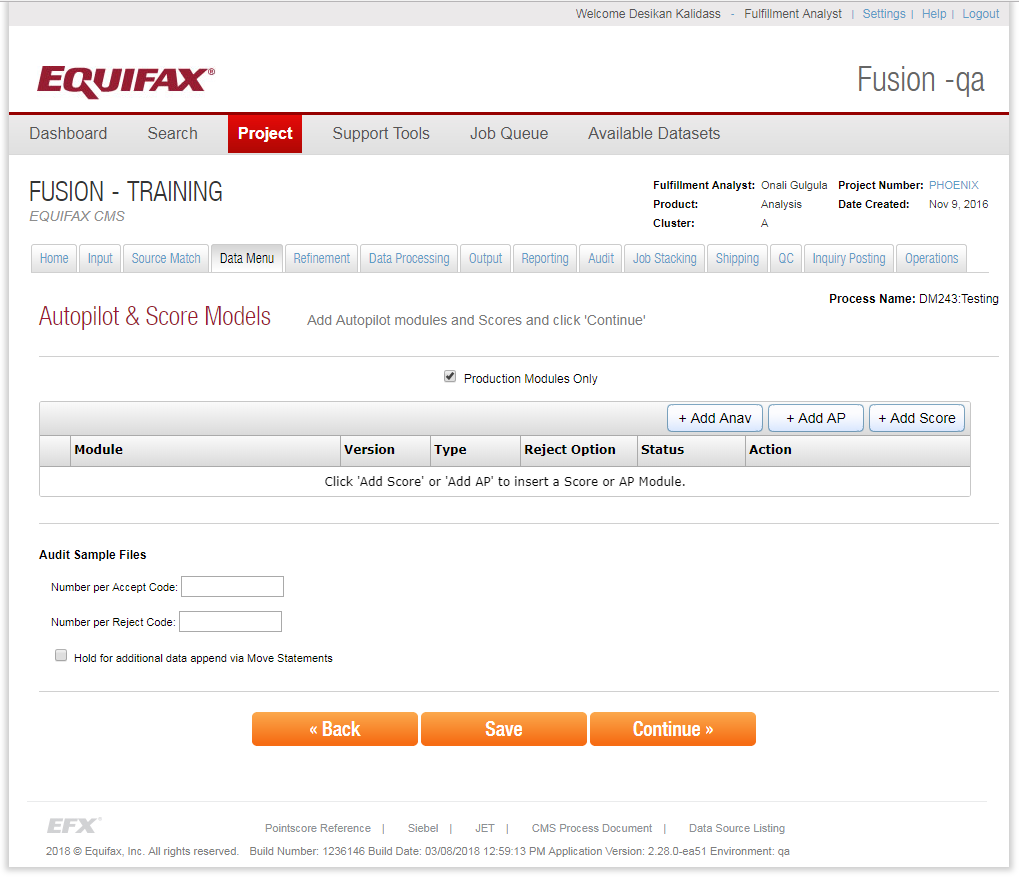 Welcome Desikan Kalidass - Fulfillment Analyst | Settings | Help | Logout
EQUIFAX® Fusion -qa
Dashboard Search Project Support Tools Job Queue Available Datasets
FUSION - TRAINING
EQUIFAX CMS
Fulfillment Analyst: Onali Gulgula Project Number: PHOENIX
Product: Analysis Date Created: Nov 9, 2016
Cluster: A
Home Input Source Match Data Menu Refinement Data Processing Output Reporting Audit Job Stacking Shipping QC Inquiry Posting Operations
Process Name: DM243:Testing
Autopilot & Score Models Add Autopilot modules and Scores and click 'Continue'
Production Modules Only
+ Add Anav + Add AP + Add Score
Module Version Type Reject Option Status Action
Click 'Add Score' or 'Add AP' to insert a Score or AP Module.
Audit Sample Files
Number per Accept Code:
Number per Reject Code:
Hold for additional data append via Move Statements
« Back Save Continue »
EFX® Pointscore Reference | Siebel | JET | CMS Process Document | Data Source Listing
2018 © Equifax, Inc. All rights reserved. Build Number: 1236146 Build Date: 03/08/2018 12:59:13 PM Application Version: 2.28.0-ea51 Environment: qa